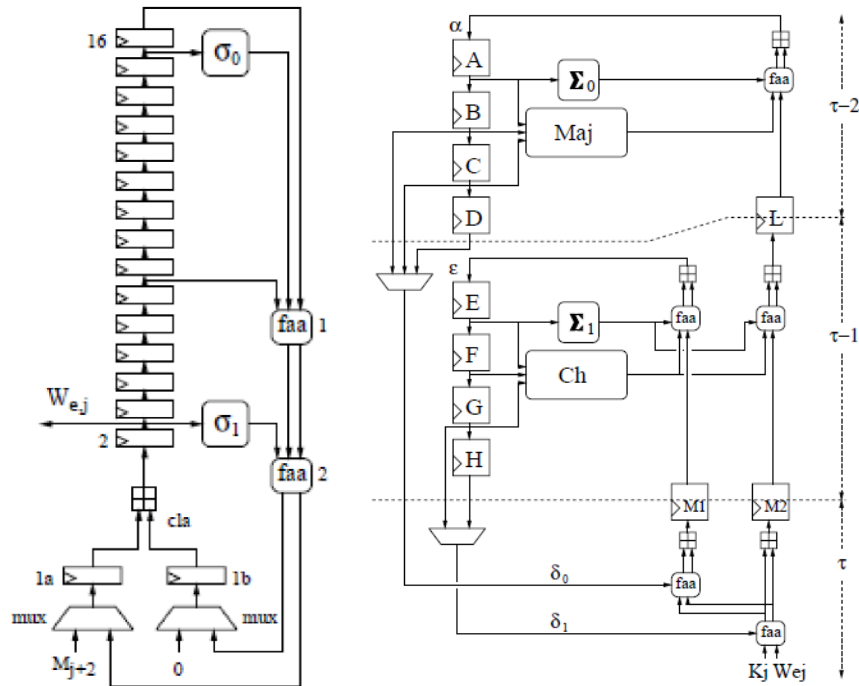 16
σ0
faa 1
We,j
σ1
2
faa 2
cla
1a
1b
mux
mux
Mj+2
0
α
A
Σ0
faa
B
Maj
C
D
L
τ−2
ε
E
Σ1
faa
faa
F
Ch
G
H
τ−1
M1
M2
δ0
faa
δ1
faa
Kj Wej
τ